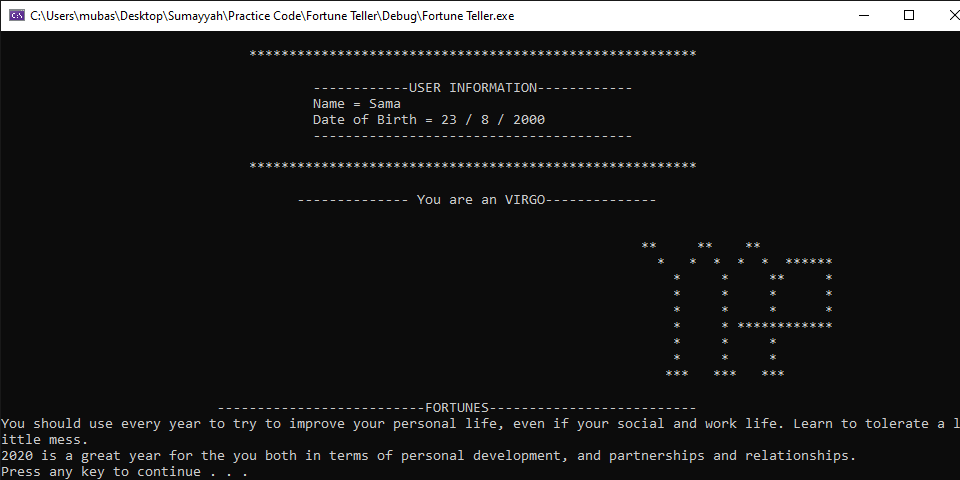 C:\Users\mubas\Desktop\Sumayyah\Practice Code\Fortune Teller\Debug\Fortune Teller.exe
********************************************************
------------USER INFORMATION------------
Name = Sama
Date of Birth = 23 / 8 / 2000
----------------------------------------
********************************************************
-------------- You are an VIRGO--------------
**     **    **
*   *  *  *  *  ******
*     *     **     *
*     *     *      *
*     *     *      *
*     * ************
*     *     *
*     *     *
***   ***   ***
--------------------------FORTUNES--------------------------
You should use every year to try to improve your personal life, even if your social and work life. Learn to tolerate a l
ittle mess.
2020 is a great year for the you both in terms of personal development, and partnerships and relationships.
Press any key to continue . . .